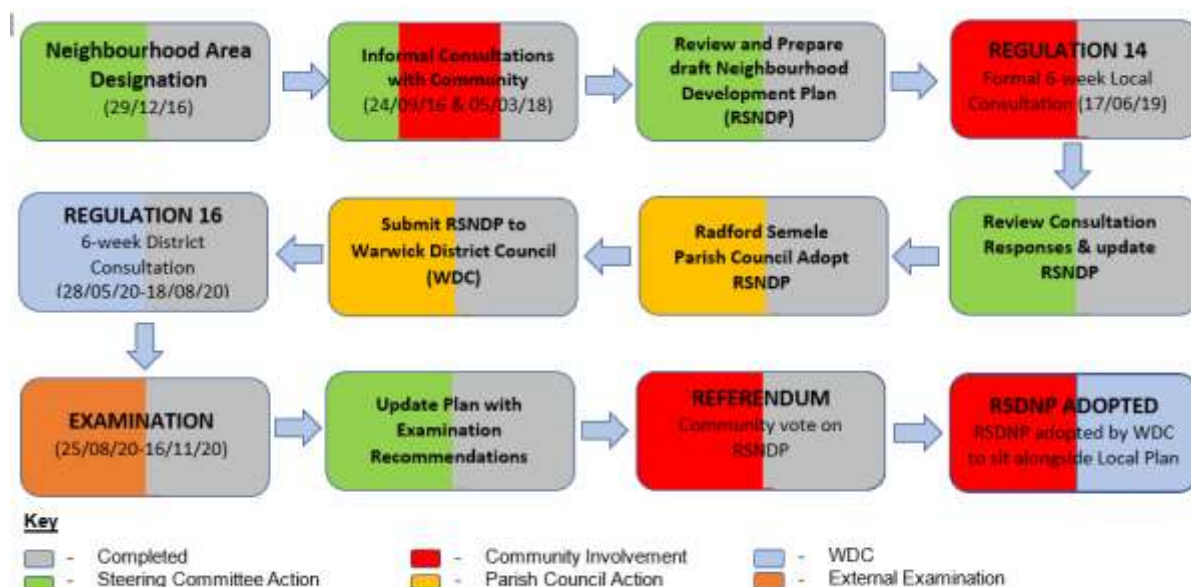 Neighbourhood Area
Designation
(29/12/16)
Informal Consultations
with Community
(24/09/16 & 05/03/18)
Review and Prepare
draft Neighbourhood
Development Plan
(RSNDP)
REGULATION 14
Formal 6-week Local
Consultation (17/06/19)
Review Consultation
Responses & update
RSNDP
Radford Semele
Parish Council Adopt
RSNDP
Submit RSNDP to
Warwick District Council
(WDC)
REGULATION 16
6-week District
Consultation
(28/05/20-18/08/20)
EXAMINATION
(25/08/20-16/11/20)
Update Plan with
Examination
Recommendations
REFERENDUM
Community vote on
RSNDP
RSDNP ADOPTED
RSDNP adopted by WDC
to sit alongside Local Plan
Key
- Completed
- Community Involvement
- WDC
- Steering Committee Action
- Parish Council Action
- External Examination